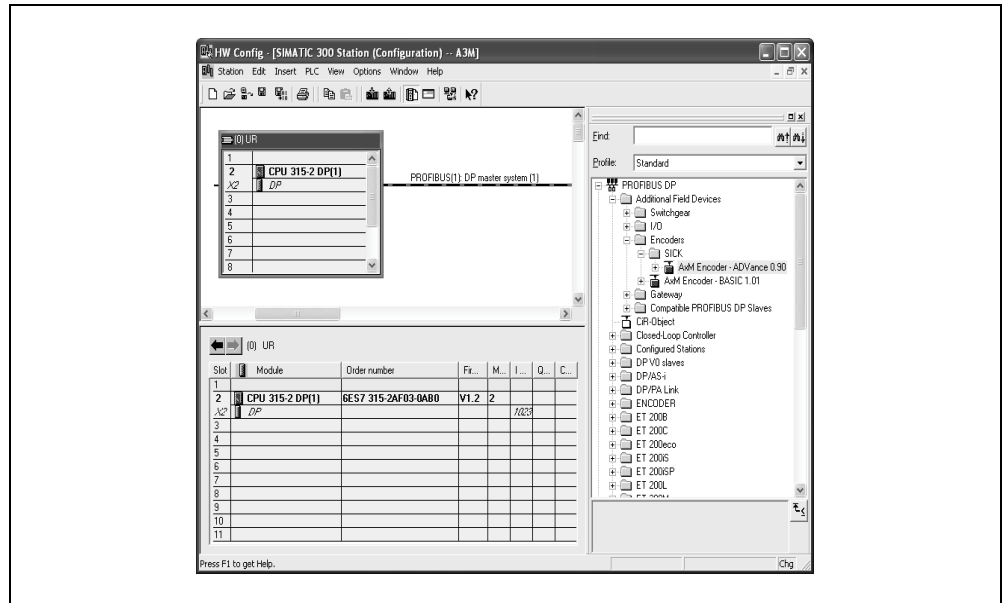 HW Config - [SIMATIC 300 Station (Configuration) -- A3M]
Station Edit Insert PLC View Options Window Help
(0) UR
1
2 CPU 315-2 DP(1)
X2 DP
3
4
5
6
7
8
PROFIBUS(1): DP master system (1)
Find:
Profile: Standard
PROFIBUS DP
Additional Field Devices
Switchgear
I/O
Encoders
SICK
AxM Encoder - ADVance 0.90
AxM Encoder - BASIC 1.01
Gateway
Compatible PROFIBUS DP Slaves
CiR-Object
Closed-Loop Controller
Configured Stations
DP V0 slaves
DP/AS-i
DP/PA Link
ENCODER
ET 200B
ET 200C
ET 200eco
ET 200iS
ET 200iSP
ET 200L
ET 200M
(0) UR
Slot Module Order number Fir... M... I ... Q... C...
1
2 CPU 315-2 DP(1) 6ES7 315-2AF03-0AB0 V1.2 2
X2 DP 1023
3
4
5
6
7
8
9
10
11
Press F1 to get Help.
Chg